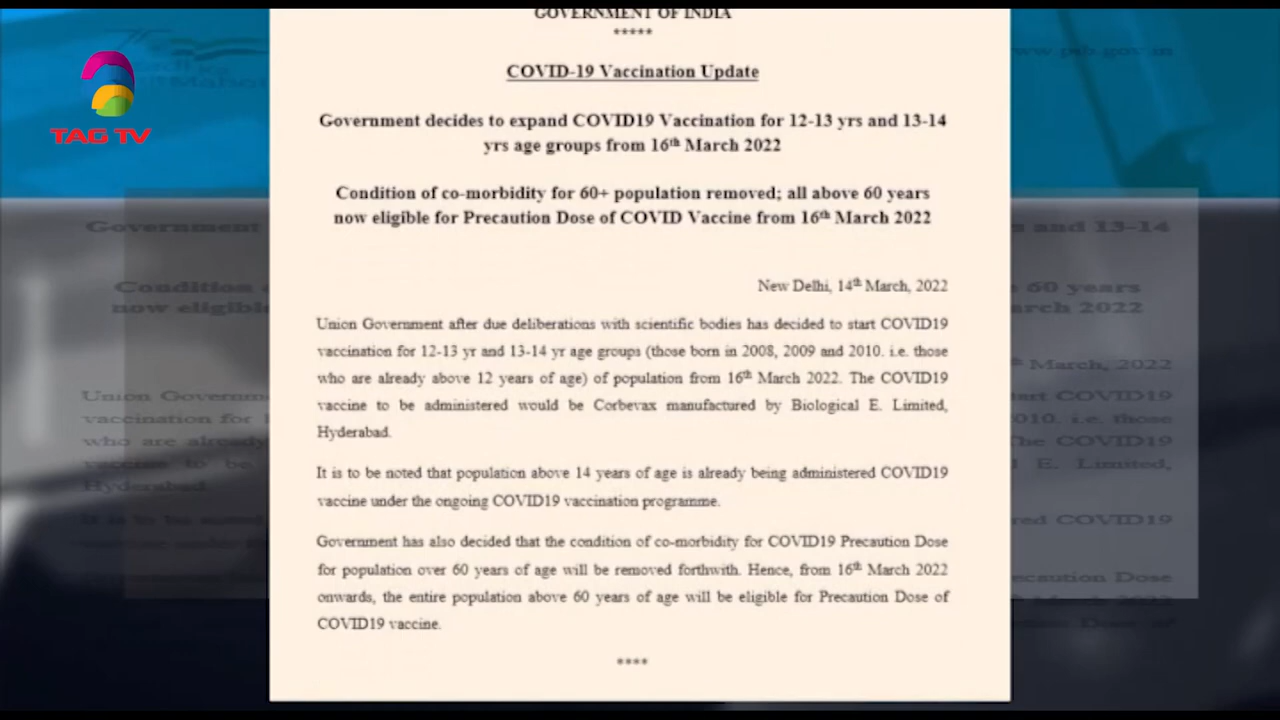 GOVERNMENT OF INDIA
*****
TAG TV
www.pib.gov.in
COVID-19 Vaccination Update
Government decides to expand COVID19 Vaccination for 12-13 yrs and 13-14
yrs age groups from 16th March 2022
Condition of co-morbidity for 60+ population removed; all above 60 years
now eligible for Precaution Dose of COVID Vaccine from 16th March 2022
New Delhi, 14th March, 2022
Union Government after due deliberations with scientific bodies has decided to start COVID19
vaccination for 12-13 yr and 13-14 yr age groups (those born in 2008, 2009 and 2010. i.e. those
who are already above 12 years of age) of population from 16th March 2022. The COVID19
vaccine to be administered would be Corbevax manufactured by Biological E. Limited,
Hyderabad.
It is to be noted that population above 14 years of age is already being administered COVID19
vaccine under the ongoing COVID19 vaccination programme.
Government has also decided that the condition of co-morbidity for COVID19 Precaution Dose
for population over 60 years of age will be removed forthwith. Hence, from 16th March 2022
onwards, the entire population above 60 years of age will be eligible for Precaution Dose of
COVID19 vaccine.
****